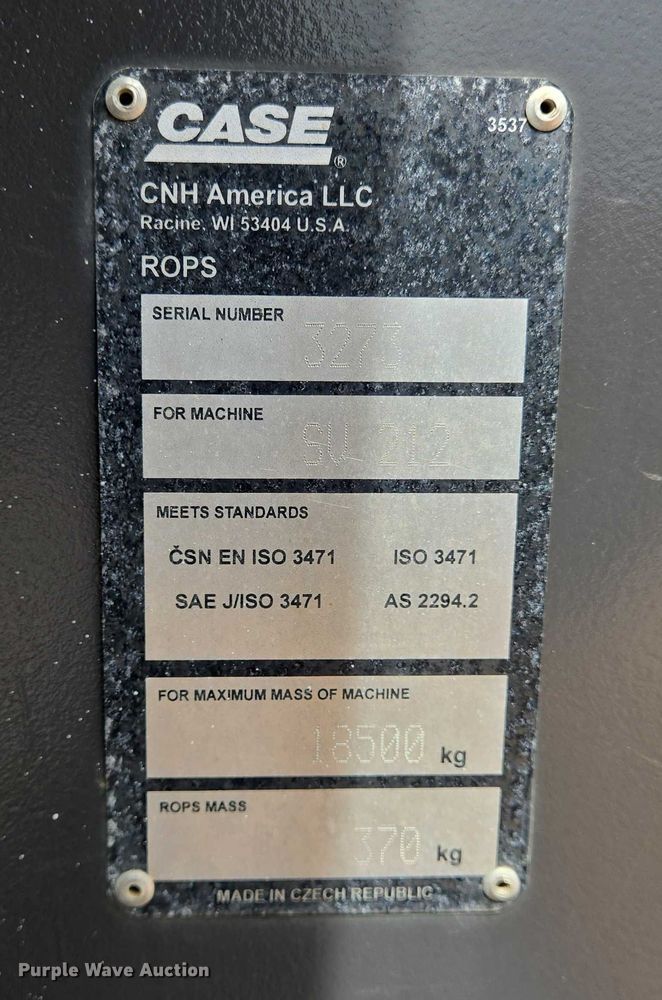 CASE
®
3537
CNH America LLC
Racine, WI 53404 U.S.A.
ROPS
SERIAL NUMBER
3273
FOR MACHINE
SV 212
MEETS STANDARDS
ČSN EN ISO 3471 ISO 3471
SAE J/ISO 3471 AS 2294.2
FOR MAXIMUM MASS OF MACHINE
18500 kg
ROPS MASS
370 kg
MADE IN CZECH REPUBLIC
Purple Wave Auction